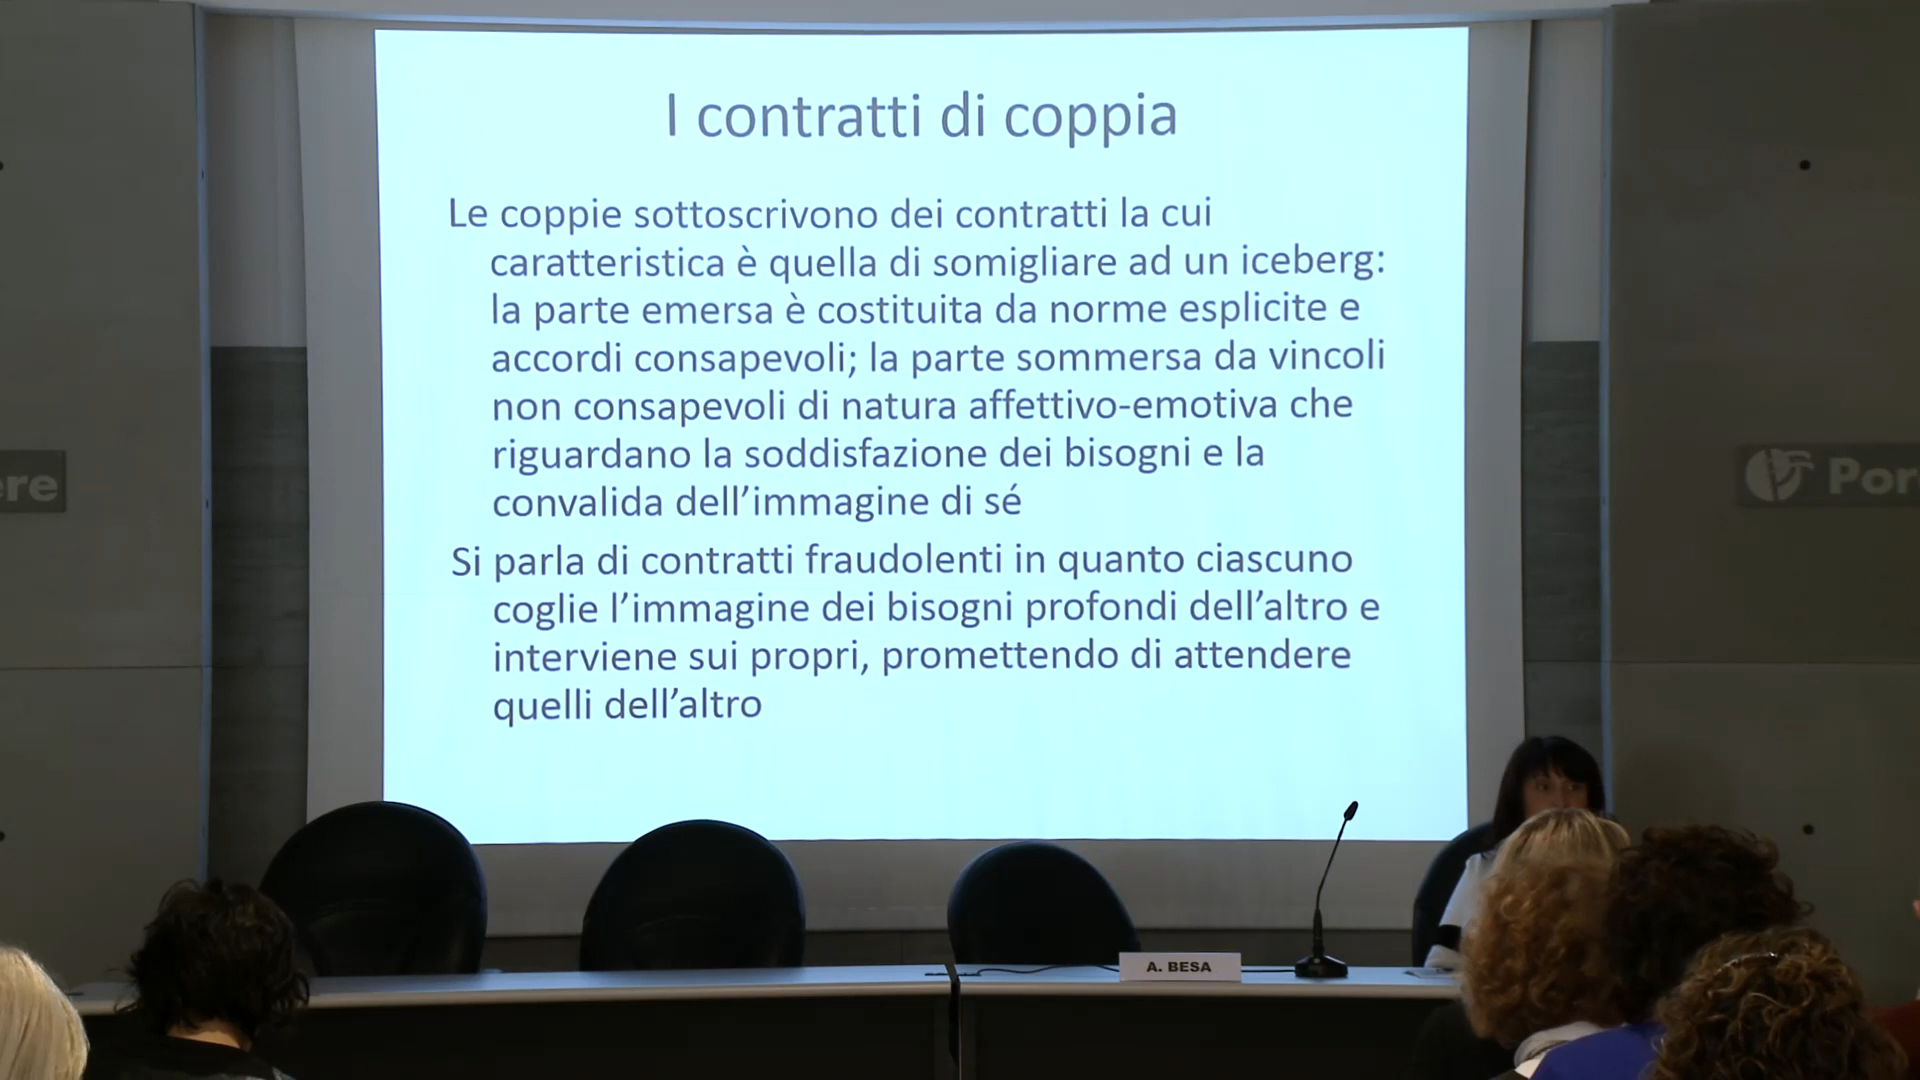 I contratti di coppia
Le coppie sottoscrivono dei contratti la cui
caratteristica è quella di somigliare ad un iceberg:
la parte emersa è costituita da norme esplicite e
accordi consapevoli; la parte sommersa da vincoli
non consapevoli di natura affettivo-emotiva che
riguardano la soddisfazione dei bisogni e la
convalida dell’immagine di sé
Si parla di contratti fraudolenti in quanto ciascuno
coglie l’immagine dei bisogni profondi dell’altro e
interviene sui propri, promettendo di attendere
quelli dell’altro
ere
Por
A. BESA